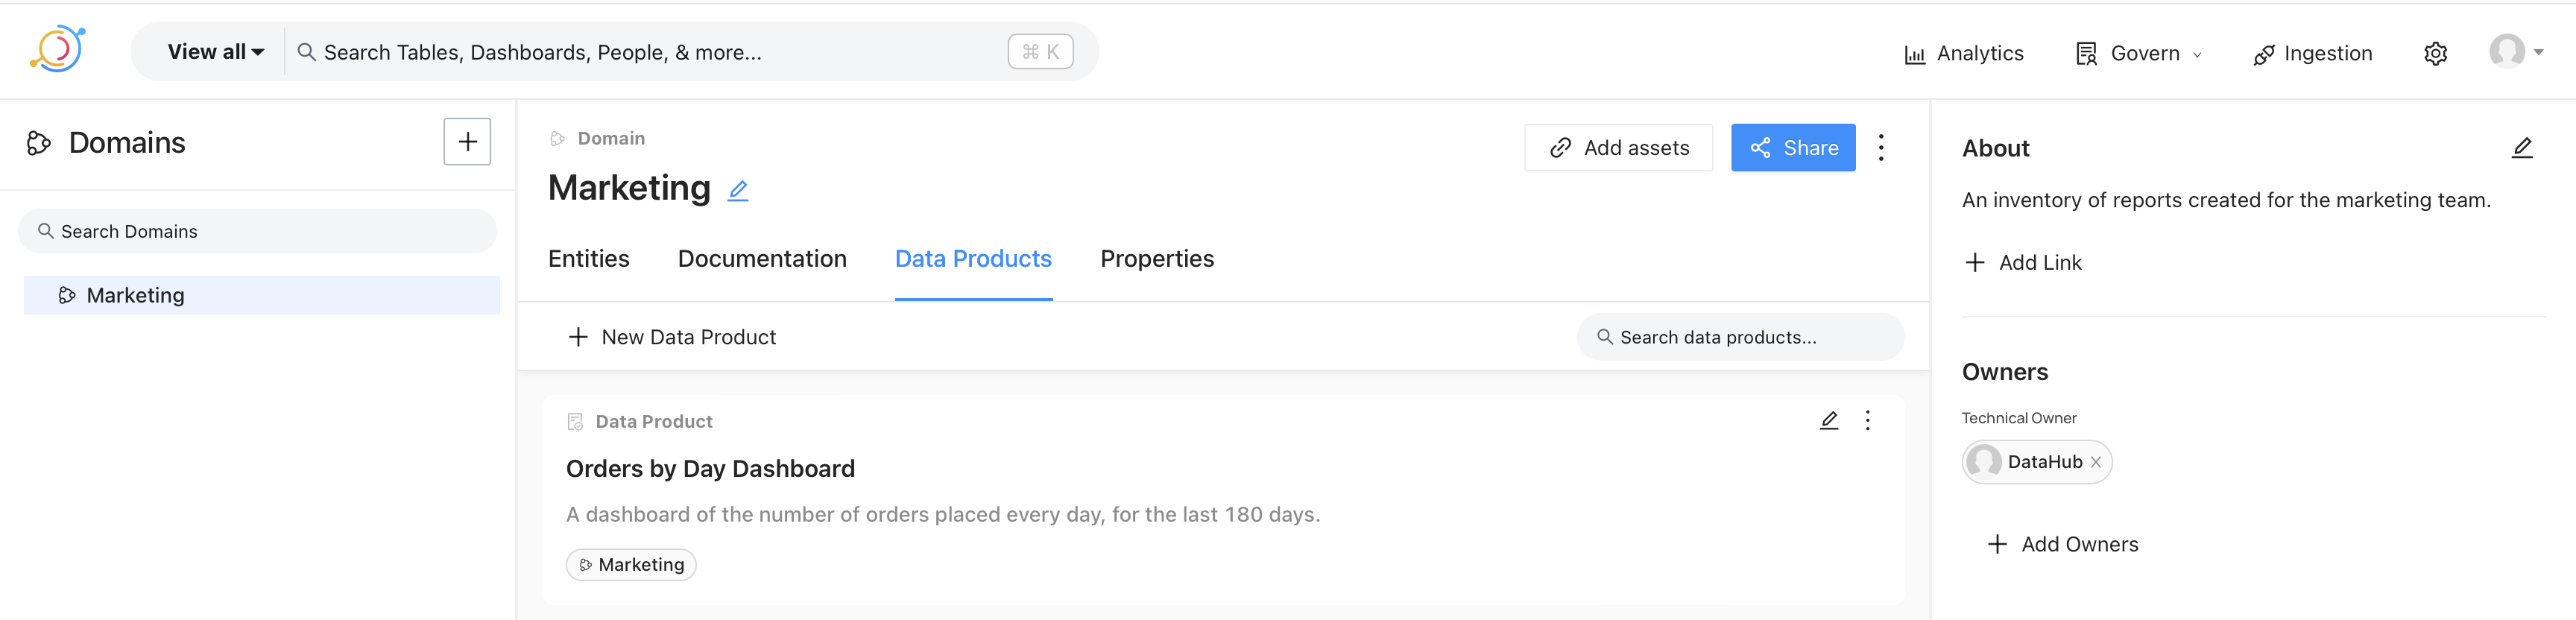 View all
Search Tables, Dashboards, People, & more...
⌘ K
Analytics
Govern
Ingestion
Domains
Search Domains
Marketing
Domain
Marketing
Add assets
Share
Entities
Documentation
Data Products
Properties
New Data Product
Search data products...
Data Product
Orders by Day Dashboard
A dashboard of the number of orders placed every day, for the last 180 days.
Marketing
About
An inventory of reports created for the marketing team.
Add Link
Owners
Technical Owner
DataHub
Add Owners